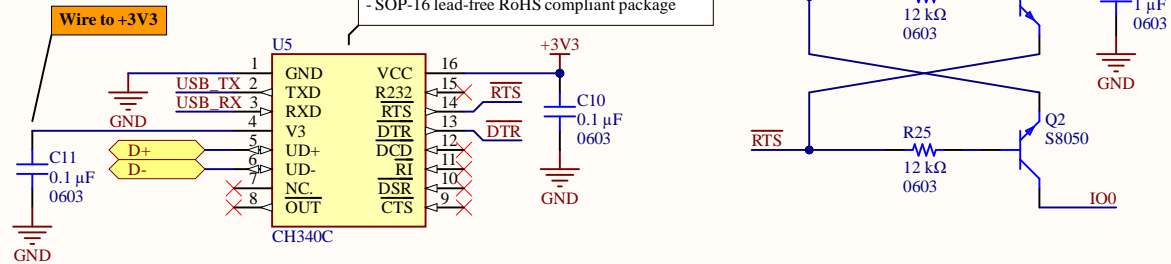 - SOP-16 lead-free RoHS compliant package
Wire to +3V3
12 kΩ
0603
1 µF
0603
GND
U5
+3V3
1 GND VCC 16
USB_TX 2 TXD R232 15
USB_RX 3 RXD RTS 14 RTS
4 V3 DTR 13 DTR
D+ 5 UD+ DCD 12
D- 6 UD- RI 11
7 NC. DSR 10
8 OUT CTS 9
CH340C
GND
C11
0.1 µF
0603
GND
C10
0.1 µF
0603
GND
RTS
R25
12 kΩ
0603
Q2
S8050
IO0